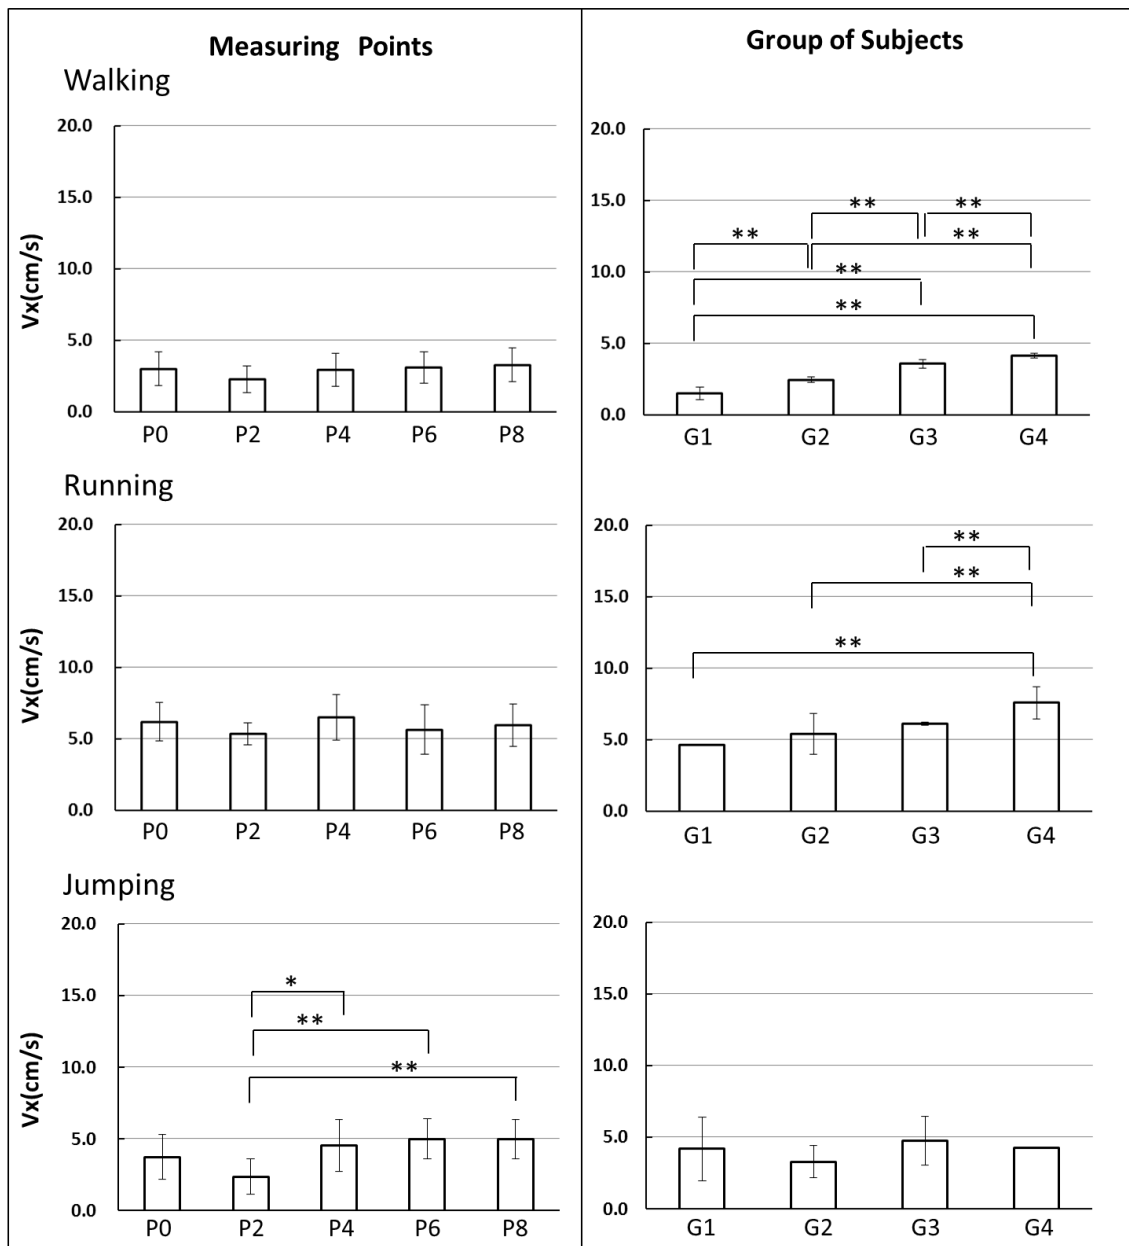 Measuring Points
Group of Subjects
Walking
Vx(cm/s)
20.0
15.0
10.0
5.0
0.0
P0 P2 P4 P6 P8
20.0
15.0
10.0
5.0
0.0
** **
** **
**
**
G1 G2 G3 G4
Running
Vx(cm/s)
20.0
15.0
10.0
5.0
0.0
P0 P2 P4 P6 P8
20.0
15.0
10.0
5.0
0.0
**
**
**
G1 G2 G3 G4
Jumping
Vx(cm/s)
20.0
15.0
10.0
5.0
0.0
*
**
**
P0 P2 P4 P6 P8
20.0
15.0
10.0
5.0
0.0
G1 G2 G3 G4